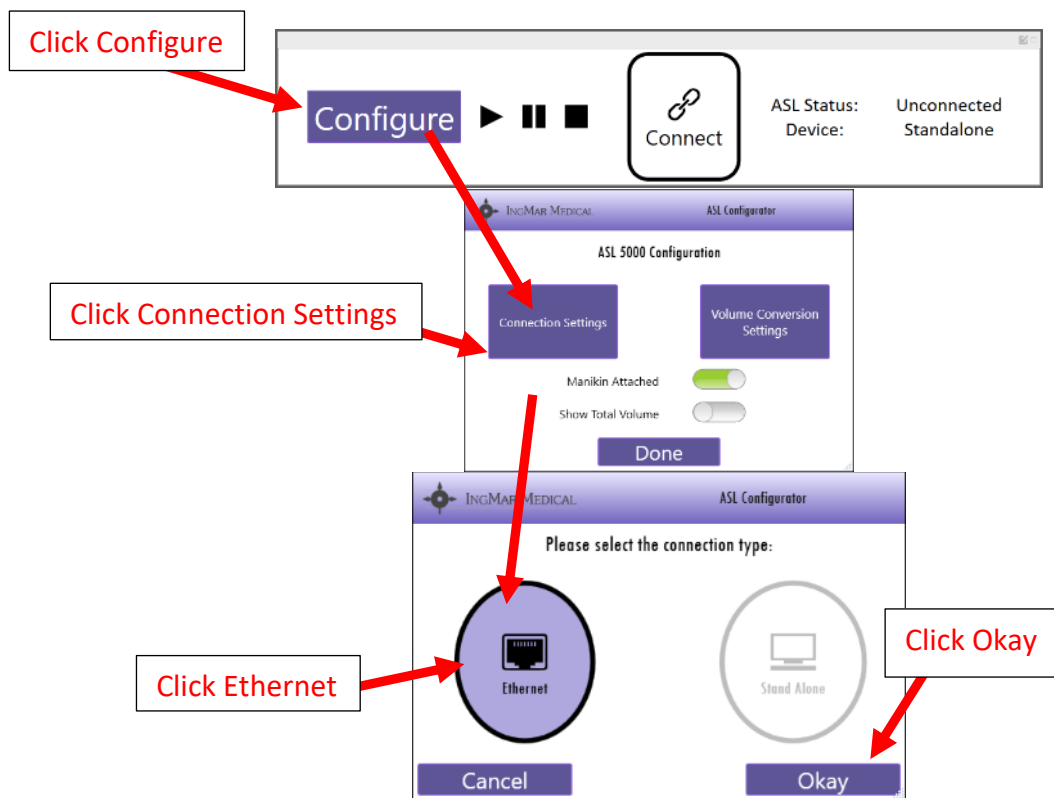 Click Configure
Configure
Connect
ASL Status:
Unconnected
Device:
Standalone
INGMAR MEDICAL
ASL Configurator
ASL 5000 Configuration
Click Connection Settings
Connection Settings
Volume Conversion
Settings
Manikin Attached
Show Total Volume
Done
INGMAR MEDICAL
ASL Configurator
Please select the connection type:
Click Okay
Click Ethernet
Ethernet
Stand Alone
Cancel
Okay